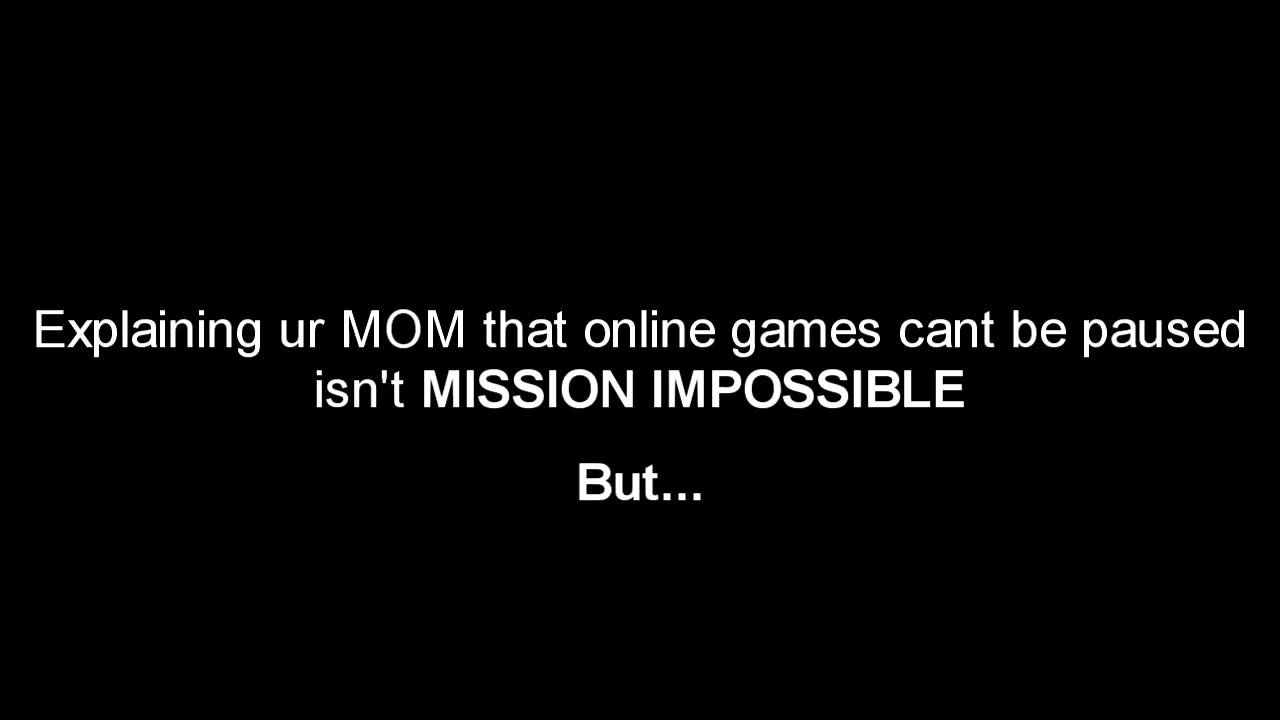 Explaining ur MOM that online games cant be paused
isn't MISSION IMPOSSIBLE
But...